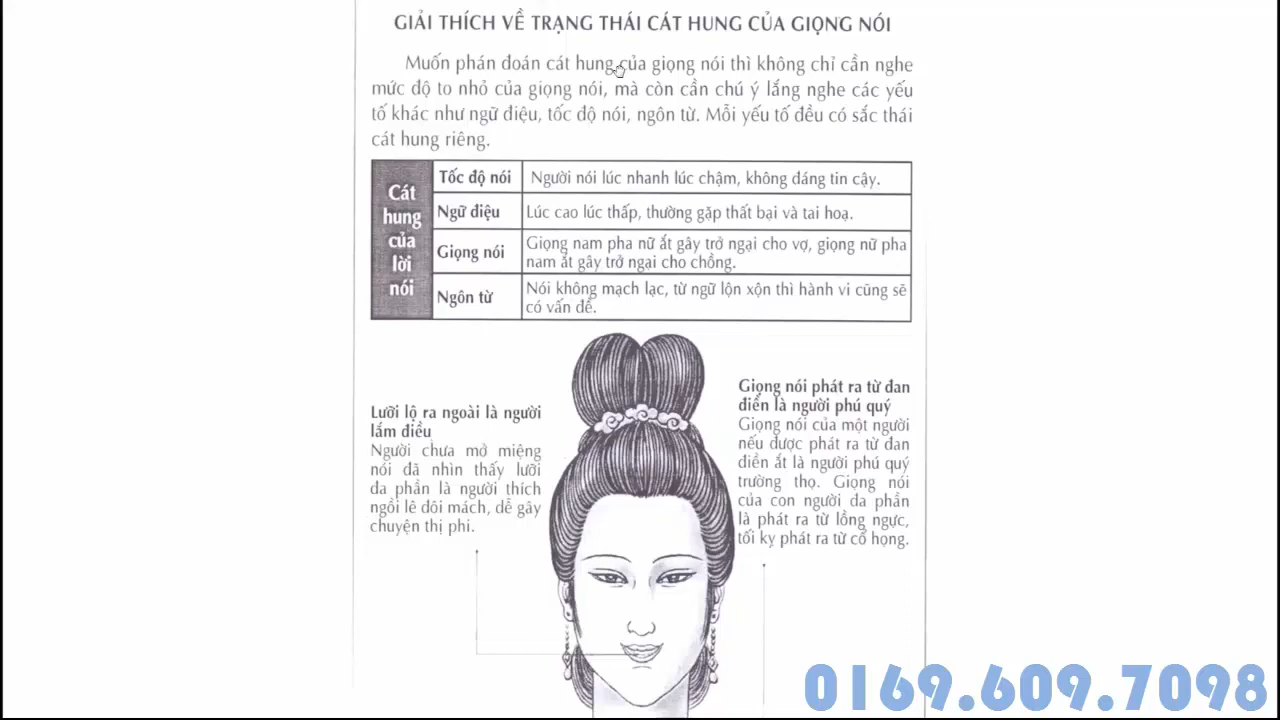 GIẢI THÍCH VỀ TRẠNG THÁI CÁT HUNG CỦA GIỌNG NÓI
Muốn phán đoán cát hung của giọng nói thì không chỉ cần nghe
mức độ to nhỏ của giọng nói, mà còn cần chú ý lắng nghe các yếu
tố khác như ngữ điệu, tốc độ nói, ngôn từ. Mỗi yếu tố đều có sắc thái
cát hung riêng.
Cát
hung
của
lời
nói
Tốc độ nói
Người nói lúc nhanh lúc chậm, không đáng tin cậy.
Ngữ điệu
Lúc cao lúc thấp, thường gặp thất bại và tai hoạ.
Giọng nói
Giọng nam pha nữ ắt gây trở ngại cho vợ, giọng nữ pha
nam ắt gây trở ngại cho chồng.
Ngôn từ
Nói không mạch lạc, từ ngữ lộn xộn thì hành vi cũng sẽ
có vấn đề.
Lưỡi lộ ra ngoài là người
lắm điều
Người chưa mở miệng
nói đã nhìn thấy lưỡi
đa phần là người thích
ngồi lê đôi mách, dễ gây
chuyện thị phi.
Giọng nói phát ra từ đan
điền là người phú quý
Giọng nói của một người
nếu được phát ra từ đan
điền ắt là người phú quý
trường thọ. Giọng nói
của con người đa phần
là phát ra từ lồng ngực,
tối kỵ phát ra từ cổ họng.
0169.609.7098